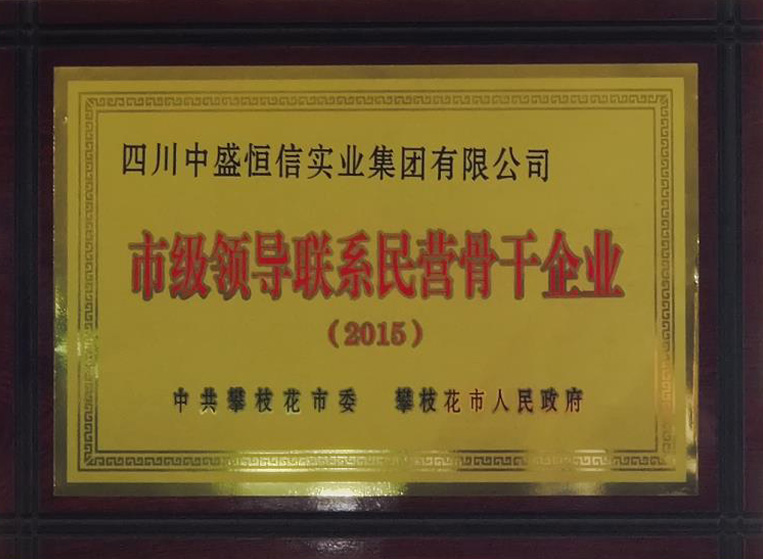 四川中盛恒信实业集团有限公司
市级领导联系民营骨干企业
（2015）
中共攀枝花市委 攀枝花市人民政府